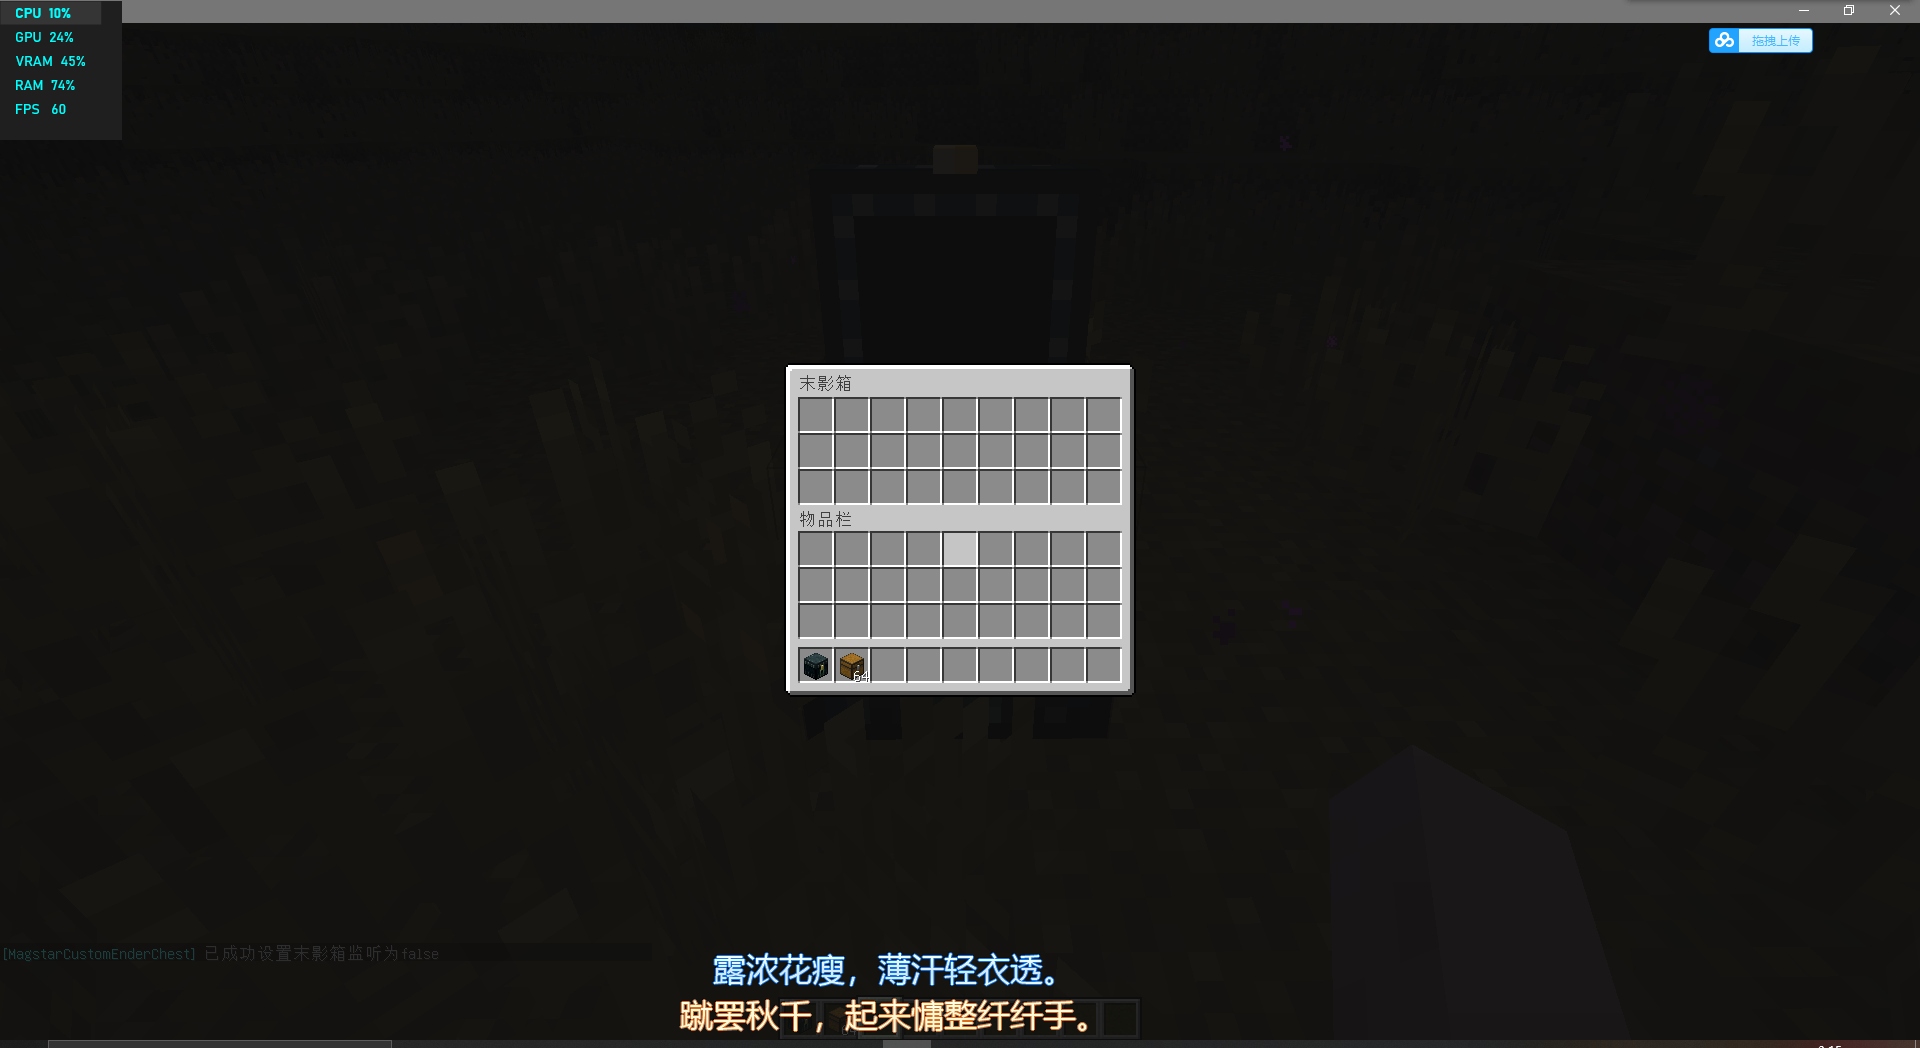 CPU 10%
GPU 24%
VRAM 45%
RAM 74%
FPS 60
拖拽上传
末影箱
物品栏
64
[MagstarCustomEnderChest] 已成功设置末影箱监听为false
露浓花瘦，薄汗轻衣透。
蹴罢秋千，起来慵整纤纤手。